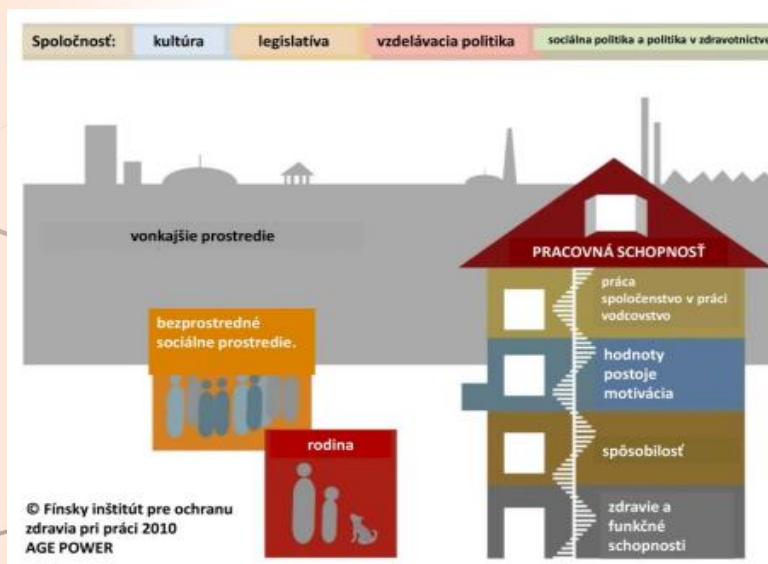 Spoločnosť: kultúra legislatíva vzdelávacia politika sociálna politika a politika v zdravotníctve
vonkajšie prostredie
PRACOVNÁ SCHOPNOSŤ
práca
spoločenstvo v práci
vodcovstvo
bezprostredné
sociálne prostredie.
hodnoty
postoje
motivácia
rodina
spôsobilosť
zdravie a
funkčné
schopnosti
© Fínsky inštitút pre ochranu
zdravia pri práci 2010
AGE POWER